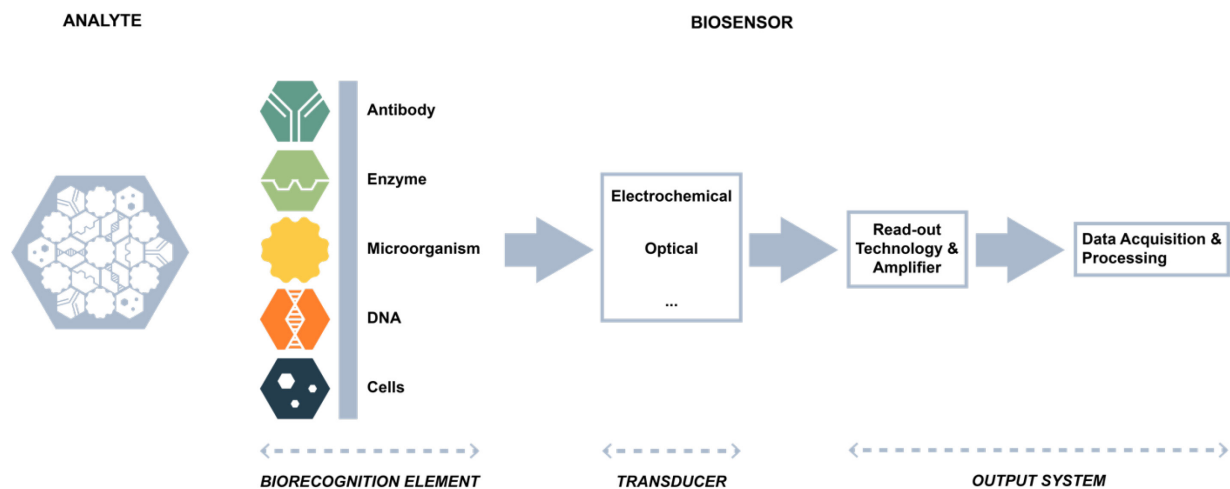 ANALYTE
BIOSENSOR
Antibody
Enzyme
Microorganism
DNA
Cells
Electrochemical
Optical
...
Read-out
Technology &
Amplifier
Data Acquisition &
Processing
BIORECOGNITION ELEMENT
TRANSDUCER
OUTPUT SYSTEM